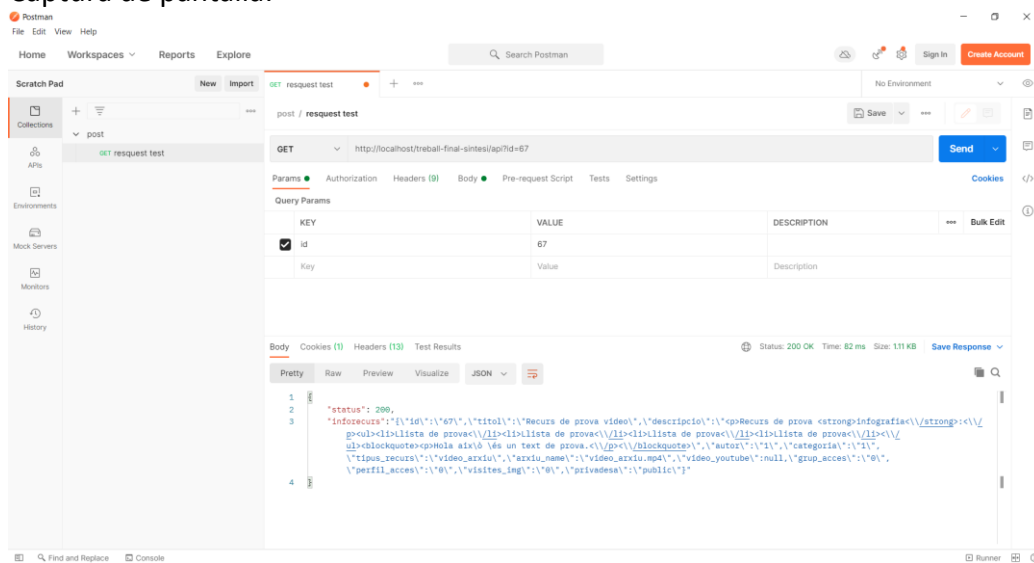 Captura de pantalla.
Postman
File Edit View Help
Home Workspaces Reports Explore Search Postman Sign In Create Account
Scratch Pad New Import GET resquest test No Environment
Collections post / resquest test Save
post
GET resquest test
APIs
GET http://localhost/treball-final-sintesi/api?id=67 Send
Params Authorization Headers (9) Body Pre-request Script Tests Settings Cookies
Environments Query Params
KEY VALUE DESCRIPTION Bulk Edit
Mock Servers id 67
Key Value Description
Monitors
History
Body Cookies (1) Headers (13) Test Results Status: 200 OK Time: 82 ms Size: 1.11 KB Save Response
Pretty Raw Preview Visualize JSON
1 {
2 "status": 200,
3 "inforecurs":"{\"id\":\"67\",\"titol\":\"Recurs de prova video\",\"descripcio\":\"<p>Recurs de prova <strong>infografia<\\/strong>:<\\/
p><ul><li>Llista de prova<\\/li><li>Llista de prova<\\/li><li>Llista de prova<\\/li><li>Llista de prova<\\/li><\\/
ul><blockquote><p>Hola aix\ò \és un text de prova.<\\/p><\\/blockquote>\",\"autor\":\"1\",\"categoria\":\"1\",
\"tipus_recurs\":\"video_arxiu\",\"arxiu_name\":\"video_arxiu.mp4\",\"video_youtube\":null,\"grup_acces\":\"0\",
\"perfil_acces\":\"0\",\"visites_img\":\"0\",\"privadesa\":\"public\"}"
4 }
Find and Replace Console Runner